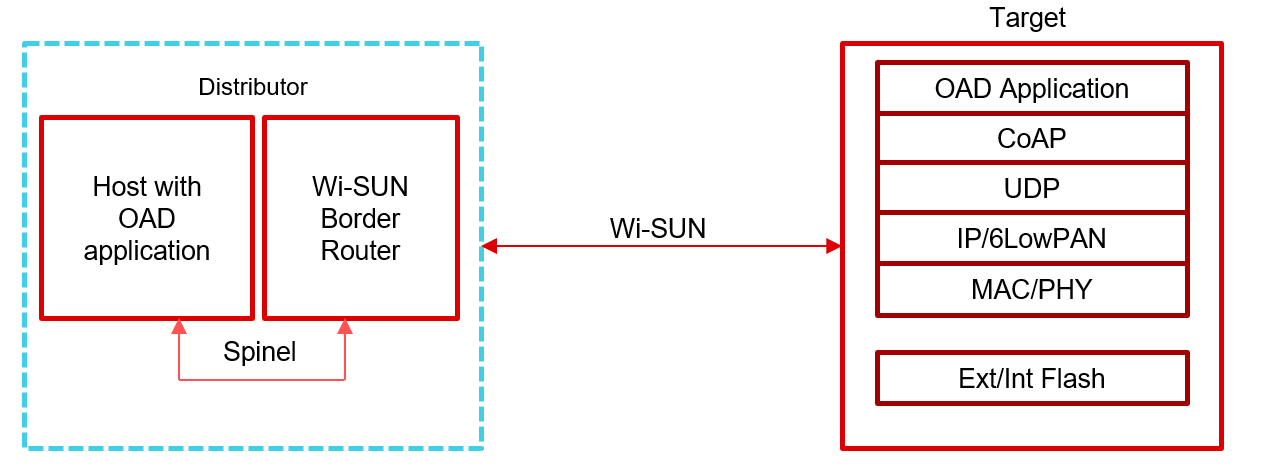 Target
Distributor
Host with
OAD
application
Wi-SUN
Border
Router
Spinel
Wi-SUN
OAD Application
CoAP
UDP
IP/6LowPAN
MAC/PHY
Ext/Int Flash